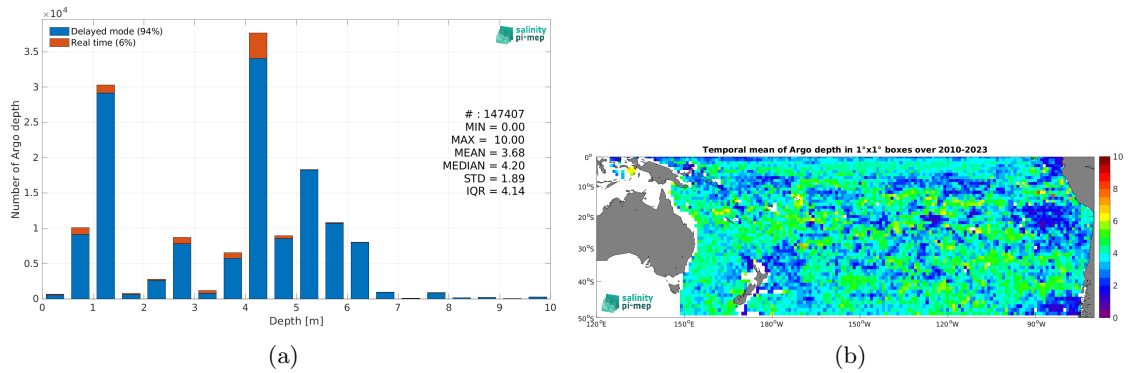 ×10⁴
Delayed mode (94%)
Real time (6%)
salinity
pi-mep
3.5
3
2.5
2
1.5
1
0.5
0
Number of Argo depth
# : 147407
MIN = 0.00
MAX = 10.00
MEAN = 3.68
MEDIAN = 4.20
STD = 1.89
IQR = 4.14
0 1 2 3 4 5 6 7 8 9 10
Depth [m]
(a)
Temporal mean of Argo depth in 1°x1° boxes over 2010-2023
0°
10°S
20°S
30°S
40°S
50°S
salinity
pi-mep
120°E 150°E 180°W 150°W 120°W 90°W
10
8
6
4
2
0
(b)